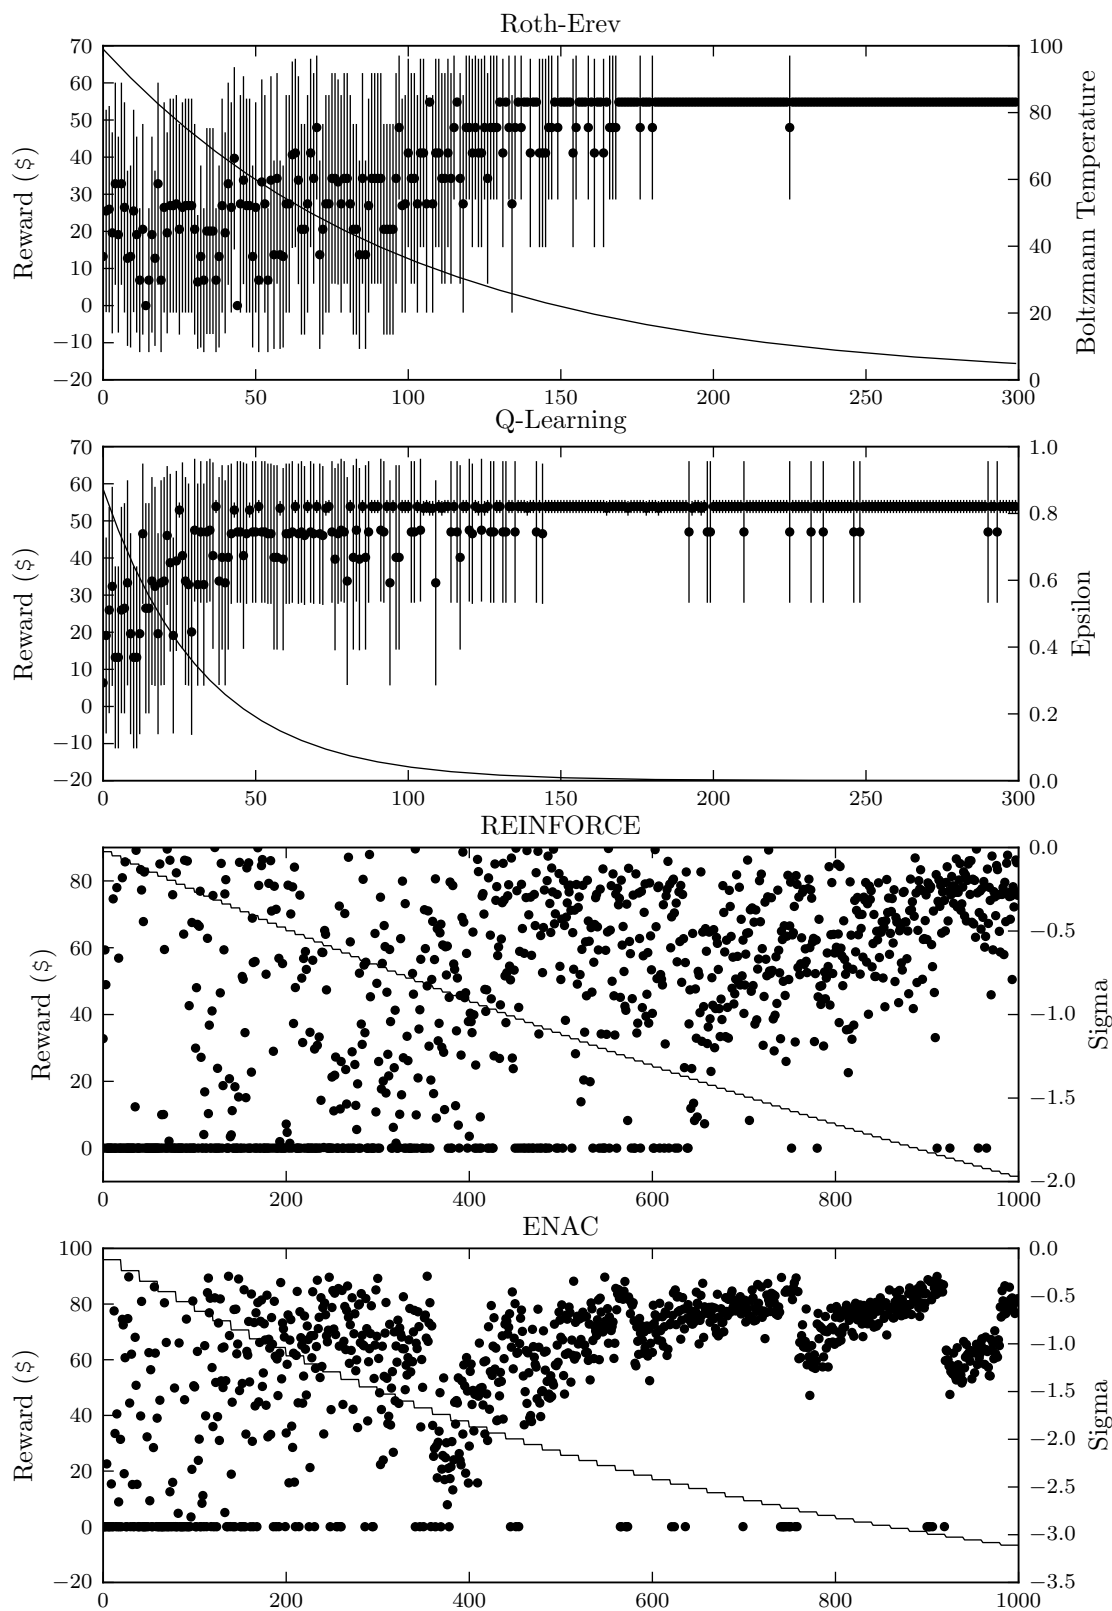 Roth-Erev
70 60 50 40 30 20 10 0 −10 −20
Reward ($)
100 80 60 40 20 0
Boltzmann Temperature
0 50 100 150 200 250 300
Q-Learning
70 60 50 40 30 20 10 0 −10 −20
Reward ($)
1.0 0.8 0.6 0.4 0.2 0.0
Epsilon
0 50 100 150 200 250 300
REINFORCE
80 60 40 20 0
Reward ($)
0.0 −0.5 −1.0 −1.5 −2.0
Sigma
0 200 400 600 800 1000
ENAC
100 80 60 40 20 0 −20
Reward ($)
0.0 −0.5 −1.0 −1.5 −2.0 −2.5 −3.0 −3.5
Sigma
0 200 400 600 800 1000